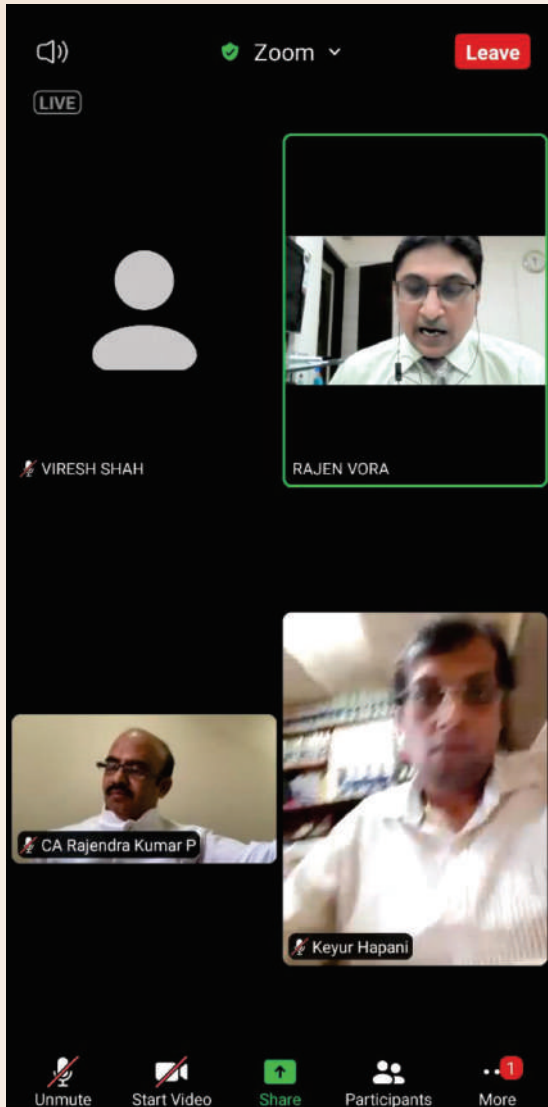 Zoom
Leave
LIVE
VIRESH SHAH
RAJEN VORA
CA Rajendra Kumar P
Keyur Hapani
1
Unmute
Start Video
Share
Participants
More